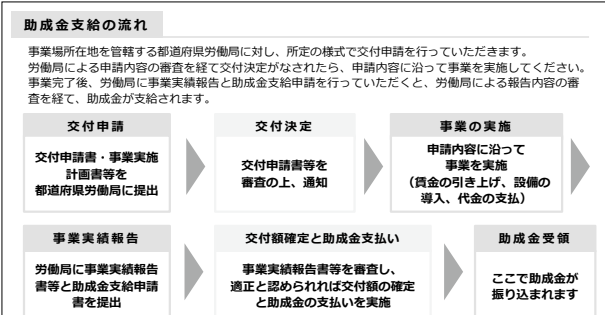 助成金支給の流れ
事業場所在地を管轄する都道府県労働局に対し、所定の様式で交付申請を行っていただきます。
労働局による申請内容の審査を経て交付決定がなされたら、申請内容に沿って事業を実施してください。
事業完了後、労働局に事業実績報告と助成金支給申請を行っていただくと、労働局による報告内容の審
査を経て、助成金が支給されます。
交付申請
交付申請書・事業実施
計画書等を
都道府県労働局に提出
交付決定
交付申請書等を
審査の上、通知
事業の実施
申請内容に沿って
事業を実施
（賃金の引き上げ、設備の
導入、代金の支払）
事業実績報告
労働局に事業実績報告
書等と助成金支給申請
書を提出
交付額確定と助成金支払い
事業実績報告書等を審査し、
適正と認められれば交付額の確定
と助成金の支払いを実施
助成金受領
ここで助成金が
振り込まれます